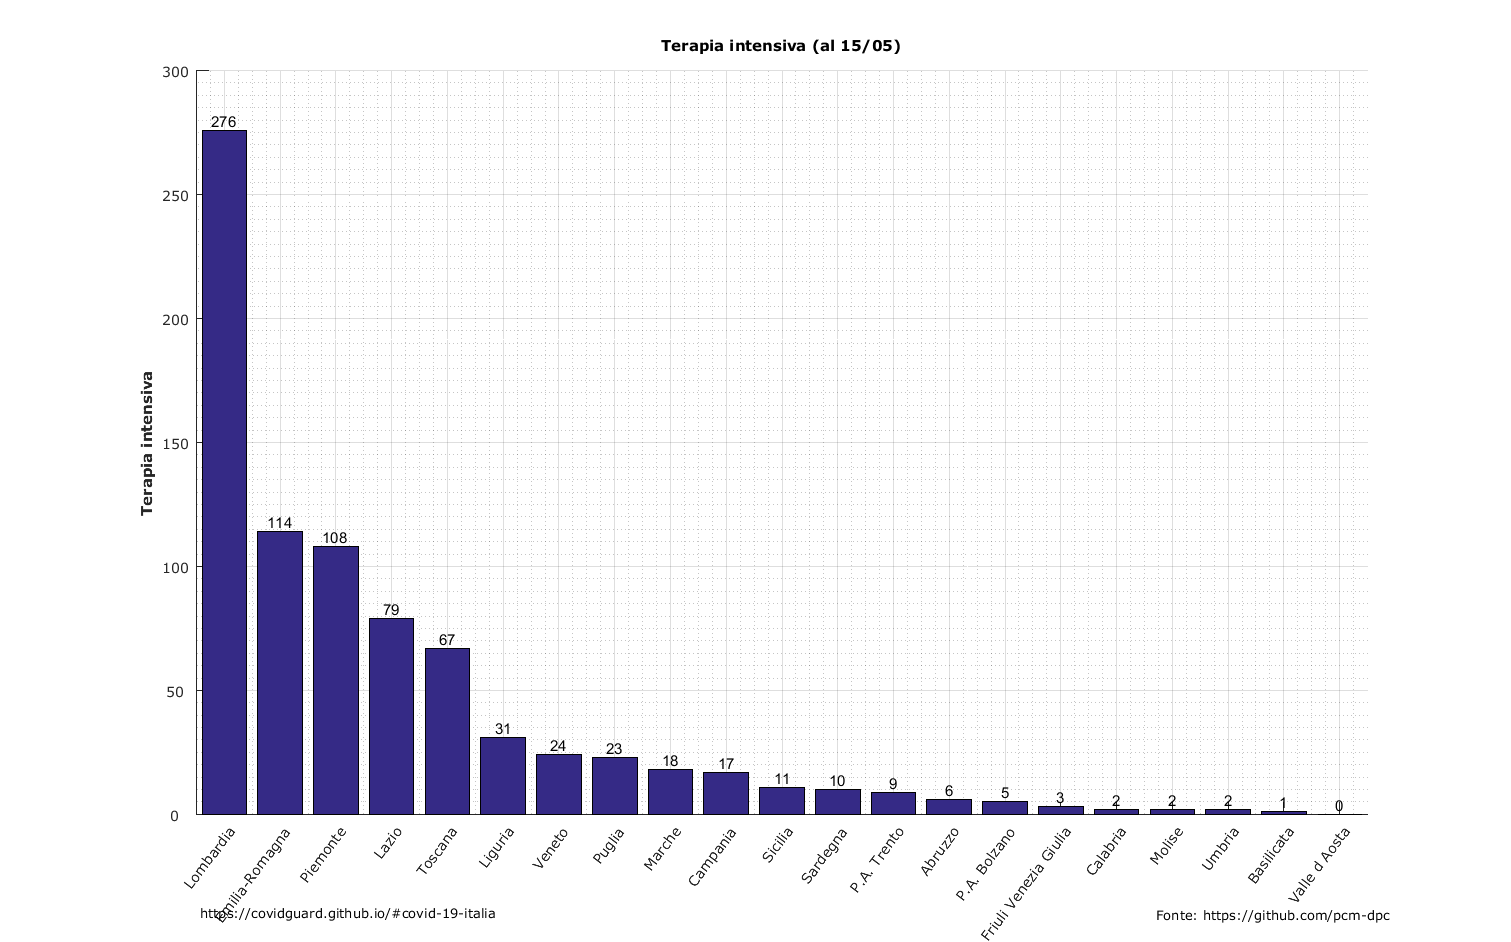 Terapia intensiva (al 15/05)
300
250
200
150
100
50
0
Terapia intensiva
276
114
108
79
67
31
24
23
18
17
11
10
9
6
5
3
2
2
2
1
0
Lombardia
Emilia-Romagna
Piemonte
Lazio
Toscana
Liguria
Veneto
Puglia
Marche
Campania
Sicilia
Sardegna
P.A. Trento
Abruzzo
P.A. Bolzano
Friuli Venezia Giulia
Calabria
Molise
Umbria
Basilicata
Valle d Aosta
https://covidguard.github.io/#covid-19-italia
Fonte: https://github.com/pcm-dpc